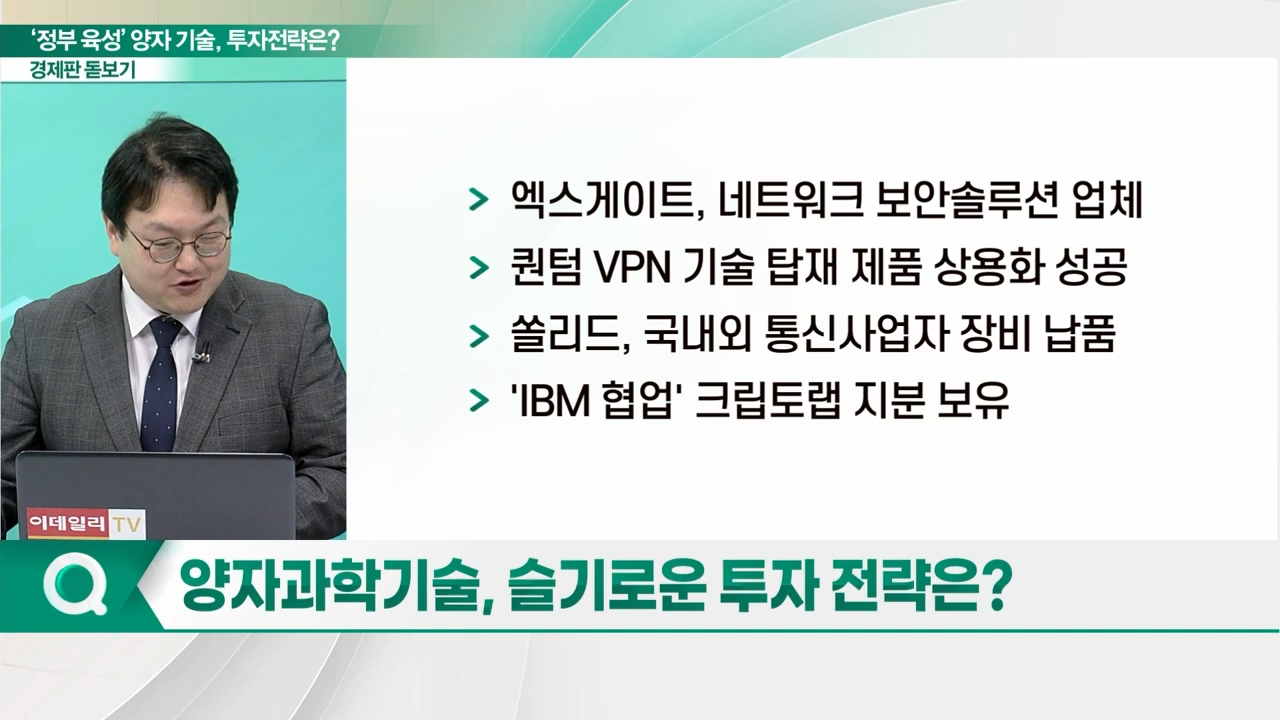 ‘정부 육성’ 양자 기술, 투자전략은?
경제판 돋보기
> 엑스게이트, 네트워크 보안솔루션 업체
> 퀀텀 VPN 기술 탑재 제품 상용화 성공
> 쏠리드, 국내외 통신사업자 장비 납품
> 'IBM 협업' 크립토랩 지분 보유
이데일리 TV
양자과학기술, 슬기로운 투자 전략은?